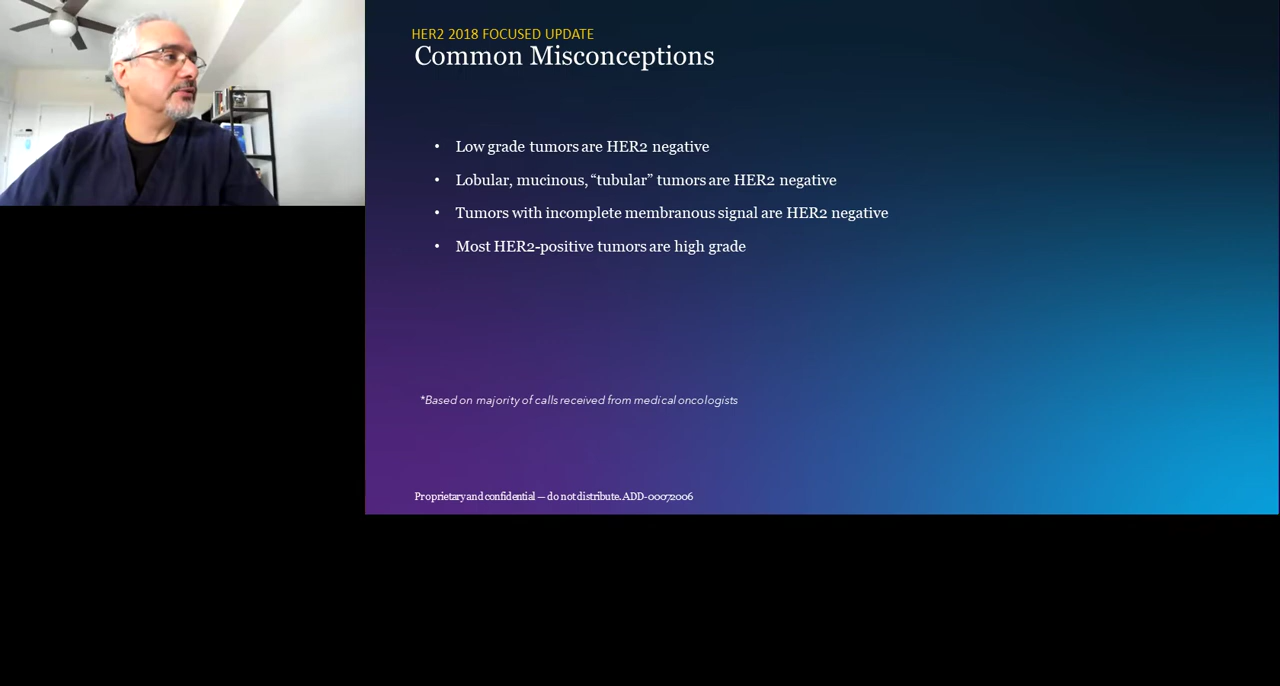 HER2 2018 FOCUSED UPDATE
Common Misconceptions
• Low grade tumors are HER2 negative
• Lobular, mucinous, “tubular” tumors are HER2 negative
• Tumors with incomplete membranous signal are HER2 negative
• Most HER2-positive tumors are high grade
*Based on majority of calls received from medical oncologists
Proprietary and confidential — do not distribute. ADD-00072006